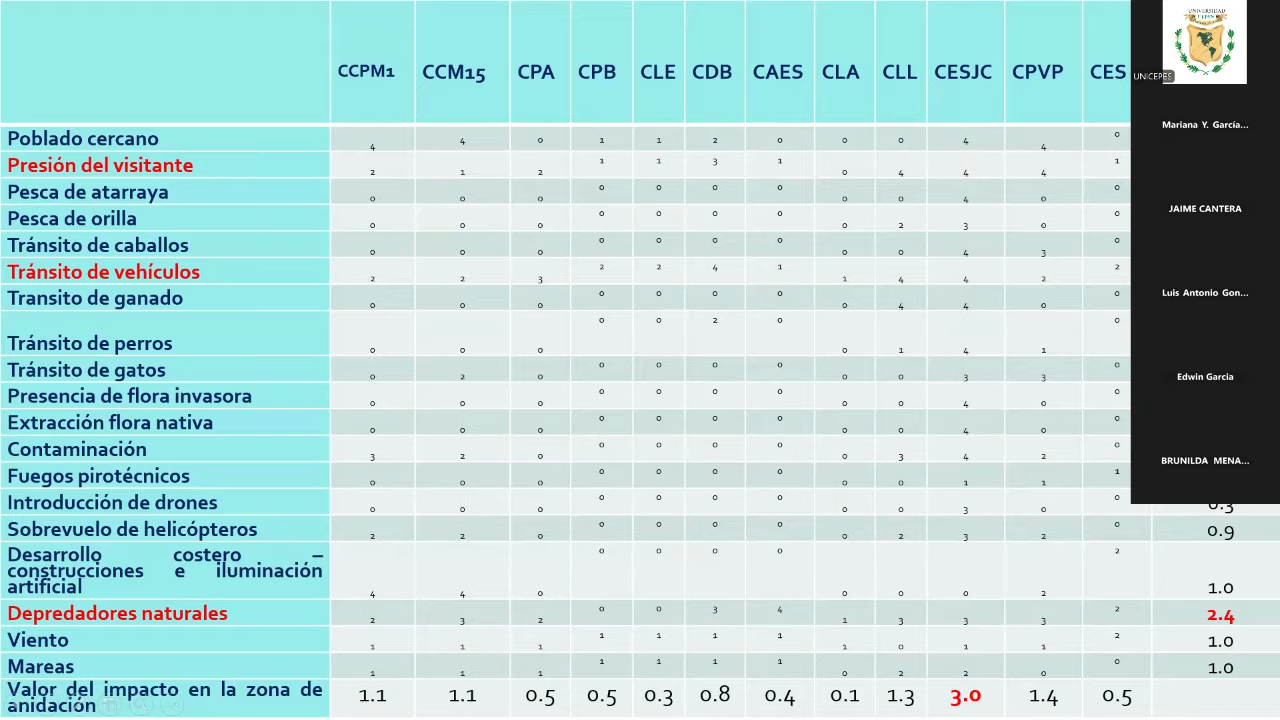 CCPM1 CCM15 CPA CPB CLE CDB CAES CLA CLL CESJC CPVP CES
UNICEPES
Mariana Y. García...
JAIME CANTERA
Luis Antonio Gon...
Edwin Garcia
BRUNILDA MENA...
Poblado cercano 4 4 0 1 1 2 0 0 0 4 4 0
Presión del visitante 2 1 2 1 1 3 1 0 4 4 4 1
Pesca de atarraya 0 0 0 0 0 0 0 0 0 4 0 0
Pesca de orilla 0 0 0 0 0 0 0 0 2 3 0 0
Tránsito de caballos 0 0 0 0 0 0 0 0 0 4 3 0
Tránsito de vehículos 2 2 3 2 2 4 1 1 4 4 2 2
Transito de ganado 0 0 0 0 0 0 0 0 4 4 0 0
Tránsito de perros 0 0 0 0 0 2 0 0 1 4 1 0
Tránsito de gatos 0 2 0 0 0 0 0 0 0 3 3 0
Presencia de flora invasora 0 0 0 0 0 0 0 0 0 4 0 0
Extracción flora nativa 0 0 0 0 0 0 0 0 0 4 0 0
Contaminación 3 2 0 0 0 0 0 0 3 4 2 0
Fuegos pirotécnicos 0 0 0 0 0 0 0 0 0 1 1 1
Introducción de drones 0 0 0 0 0 0 0 0 0 3 0 0.3
Sobrevuelo de helicópteros 2 2 0 0 0 0 0 0 2 3 2 0 0.9
Desarrollo costero –
construcciones e iluminación
artificial 4 4 0 0 0 0 0 0 0 0 2 2 1.0
Depredadores naturales 2 3 2 0 0 3 4 1 3 3 3 2 2.4
Viento 1 1 1 1 1 1 1 1 0 1 1 2 1.0
Mareas 1 1 1 1 1 1 1 0 2 2 0 0 1.0
Valor del impacto en la zona de
anidación 1.1 1.1 0.5 0.5 0.3 0.8 0.4 0.1 1.3 3.0 1.4 0.5